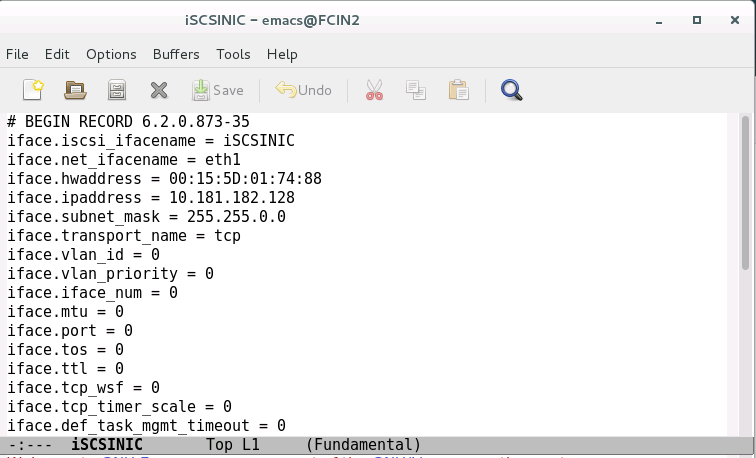 iSCSINIC - emacs@FCIN2
File Edit Options Buffers Tools Help
Save Undo
# BEGIN RECORD 6.2.0.873-35
iface.iscsi_ifacename = iSCSINIC
iface.net_ifacename = eth1
iface.hwaddress = 00:15:5D:01:74:88
iface.ipaddress = 10.181.182.128
iface.subnet_mask = 255.255.0.0
iface.transport_name = tcp
iface.vlan_id = 0
iface.vlan_priority = 0
iface.iface_num = 0
iface.mtu = 0
iface.port = 0
iface.tos = 0
iface.ttl = 0
iface.tcp_wsf = 0
iface.tcp_timer_scale = 0
iface.def_task_mgmt_timeout = 0
-:--- iSCSINIC Top L1 (Fundamental)